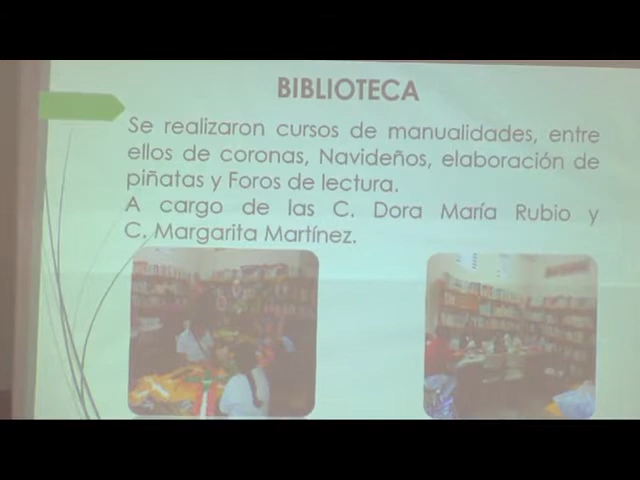 BIBLIOTECA
Se realizaron cursos de manualidades, entre
ellos de coronas, Navideños, elaboración de
piñatas y Foros de lectura.
A cargo de las C. Dora María Rubio y
C. Margarita Martínez.